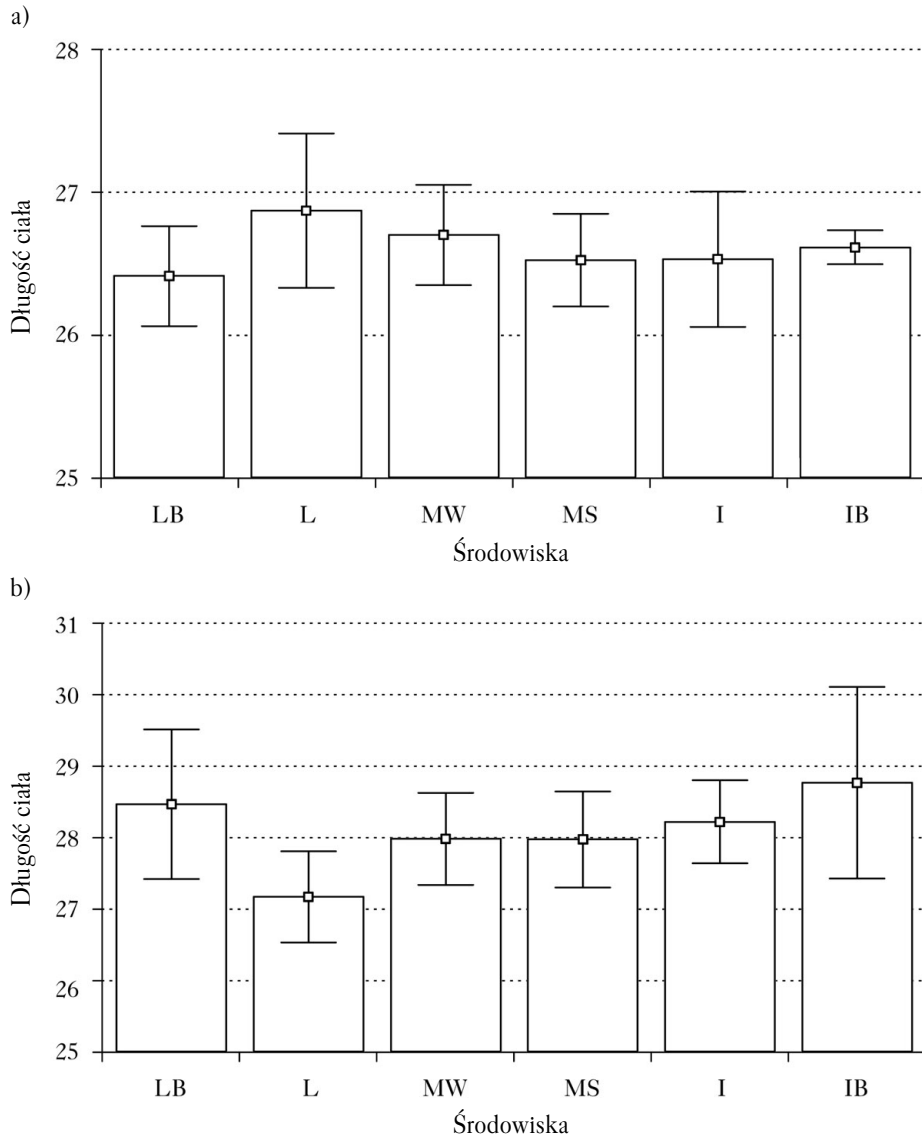 a)
28
27
26
25
Długość ciała
LB L MW MS I IB
Środowiska
b)
31
30
29
28
27
26
25
Długość ciała
LB L MW MS I IB
Środowiska